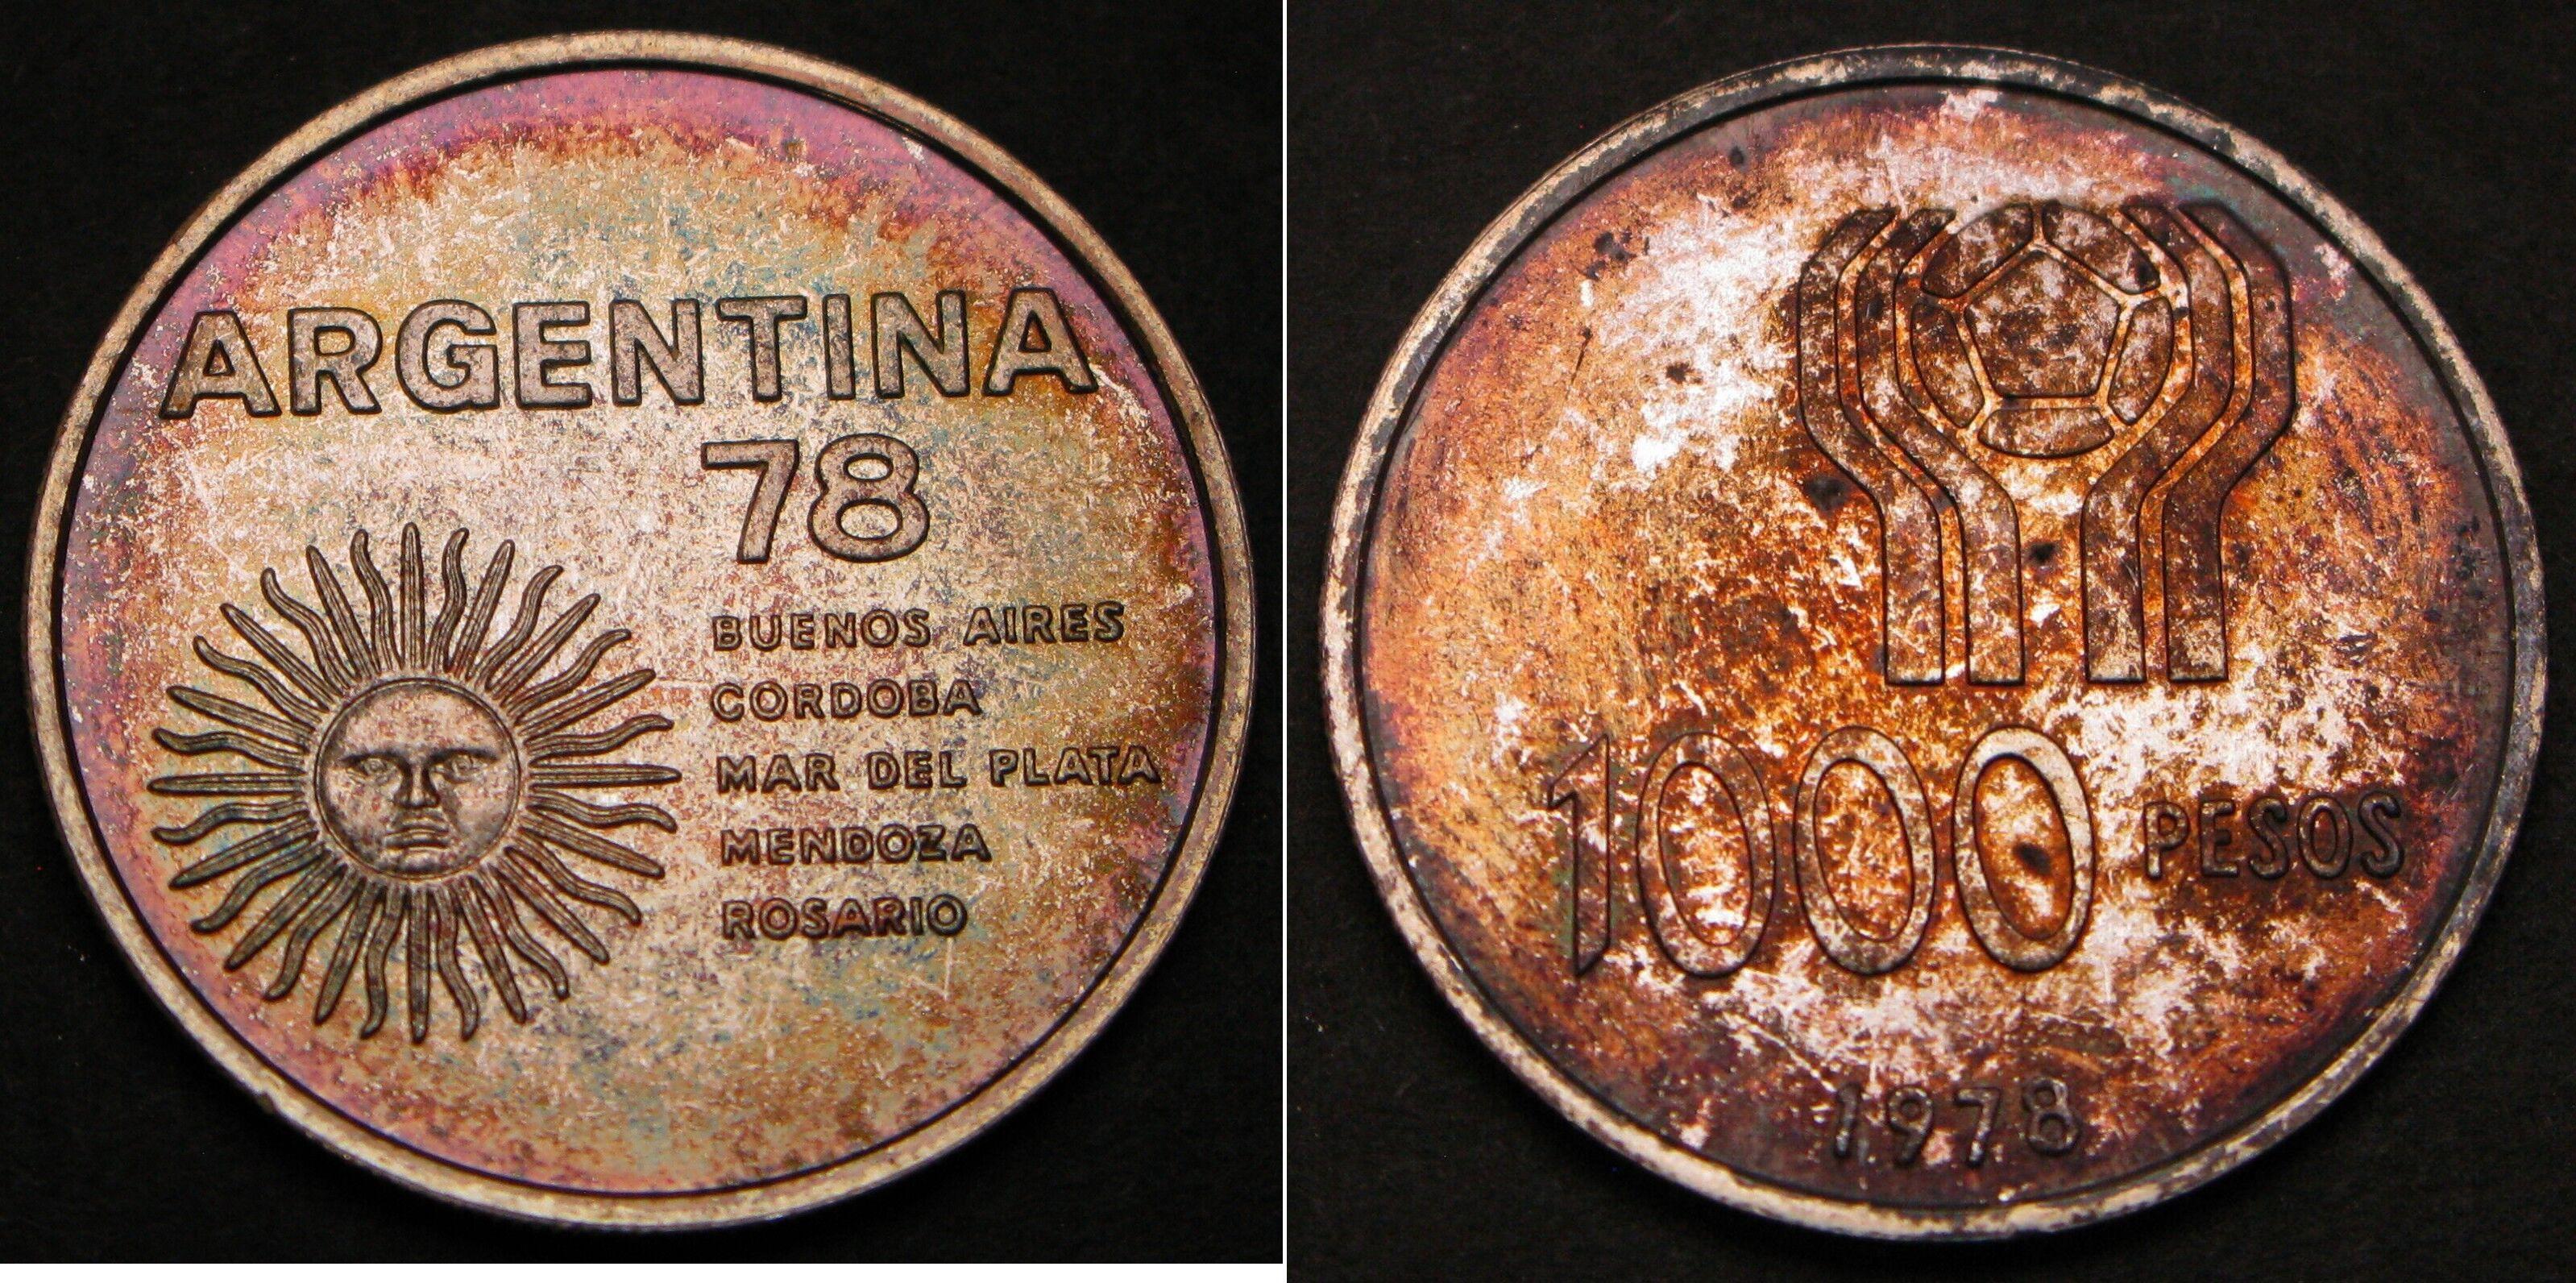 ARGENTINA
78
BUENOS AIRES
CORDOBA
MAR DEL PLATA
MENDOZA
ROSARIO
1000 PESOS
1978